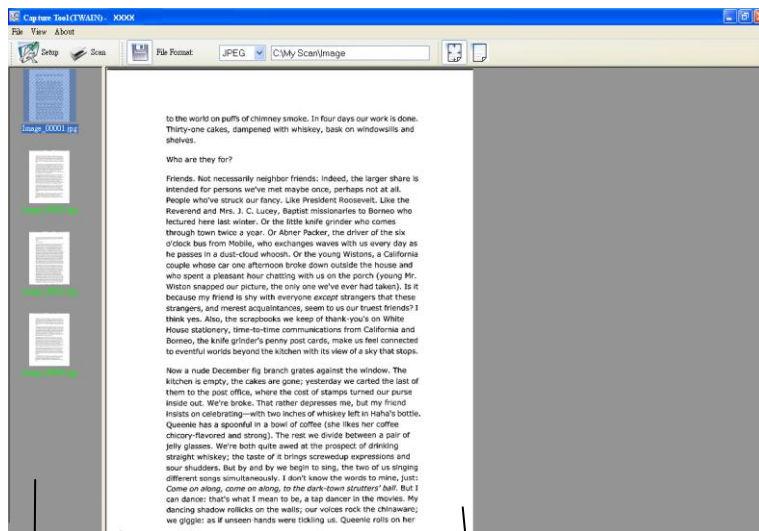 Capture Tool(TWAIN) - XXXX
File View About
Setup Scan File Format: JPEG C:\My Scan\Image
Image_00001.jpg
to the world on puffs of chimney smoke. In four days our work is done.
Thirty-one cakes, dampened with whiskey, bask on windowsills and
shelves.
Who are they for?
Friends. Not necessarily neighbor friends: indeed, the larger share is
intended for persons we've met maybe once, perhaps not at all.
People who've struck our fancy. Like President Roosevelt. Like the
Reverend and Mrs. J. C. Lucey, Baptist missionaries to Borneo who
lectured here last winter. Or the little knife grinder who comes
through town twice a year. Or Abner Packer, the driver of the six
o'clock bus from Mobile, who exchanges waves with us every day as
he passes in a dust-cloud whoosh. Or the young Wistons, a California
couple whose car one afternoon broke down outside the house and
who spent a pleasant hour chatting with us on the porch (young Mr.
Wiston snapped our picture, the only one we've ever had taken). Is it
because my friend is shy with everyone except strangers that these
strangers, and merest acquaintances, seem to us our truest friends? I
think yes. Also, the scrapbooks we keep of thank-you's on White
House stationery, time-to-time communications from California and
Borneo, the knife grinder's penny post cards, make us feel connected
to eventful worlds beyond the kitchen with its view of a sky that stops.
Now a nude December fig branch grates against the window. The
kitchen is empty, the cakes are gone; yesterday we carted the last of
them to the post office, where the cost of stamps turned our purse
inside out. We're broke. That rather depresses me, but my friend
insists on celebrating—with two inches of whiskey left in Haha's bottle.
Queenie has a spoonful in a bowl of coffee (she likes her coffee
chicory-flavored and strong). The rest we divide between a pair of
jelly glasses. We're both quite awed at the prospect of drinking
straight whiskey; the taste of it brings screwedup expressions and
sour shudders. But by and by we begin to sing, the two of us singing
different songs simultaneously. I don't know the words to mine, just:
Come on along, come on along, to the dark-town strutters' ball. But I
can dance: that's what I mean to be, a tap dancer in the movies. My
dancing shadow rollicks on the walls; our voices rock the chinaware;
we giggle: as if unseen hands were tickling us. Queenie rolls on her